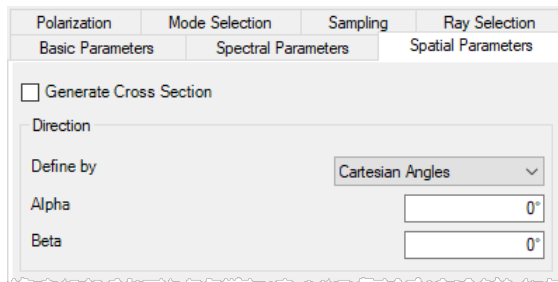 Polarization Mode Selection Sampling Ray Selection
Basic Parameters Spectral Parameters Spatial Parameters
Generate Cross Section
Direction
Define by Cartesian Angles
Alpha 0°
Beta 0°